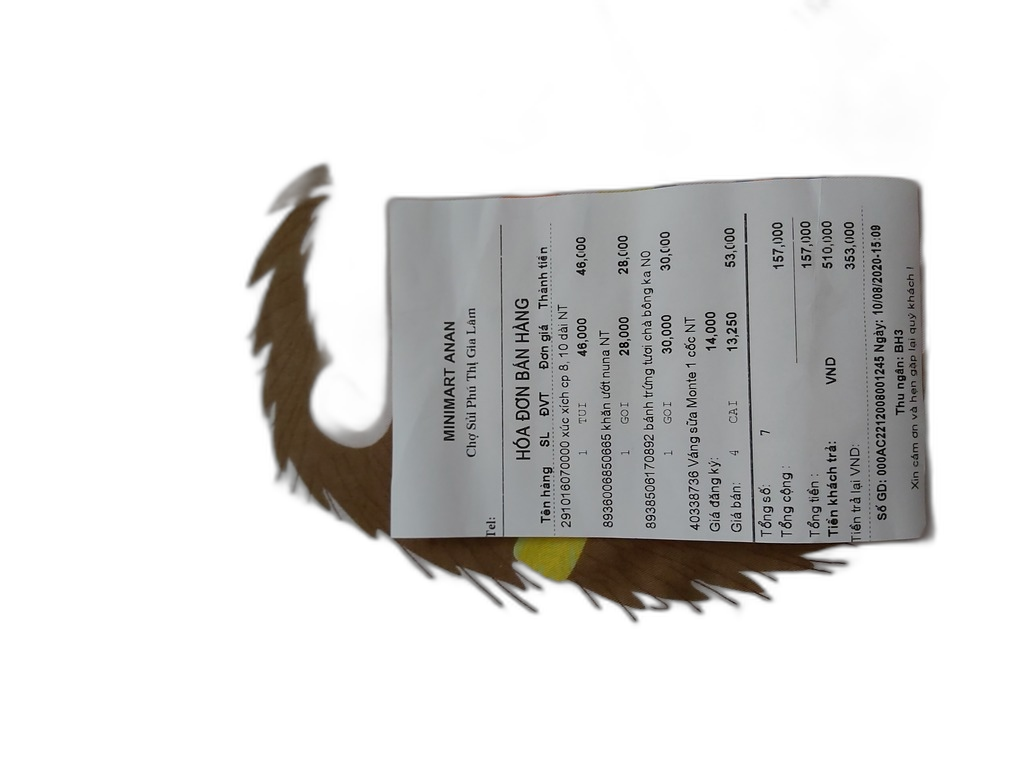 MINIMART ANAN
Chợ Sủi Phú Thị Gia Lâm
Tel:
HÓA ĐƠN BÁN HÀNG
Tên hàng SL ĐVT Đơn giá Thành tiền
291016070000 xúc xích cp 8, 10 dài NT
1 TUI 46,000 46,000
8936006850665 khăn ướt nuna NT
1 GOI 28,000 28,000
8938506170892 bánh trứng tươi chà bông ka N0
1 GOI 30,000 30,000
40338736 Váng sữa Monte 1 cốc NT
Giá đăng ký: 14,000
Giá bán: 4 CAI 13,250 53,000
Tổng số: 7
Tổng cộng : 157,000
Tổng tiền : 157,000
Tiền khách trả: VND 510,000
Tiền trả lại VND: 353,000
Số GD: 000AC2212008001245 Ngày: 10/08/2020-15:09
Thu ngân: BH3
Xin cảm ơn và hẹn gặp lại quý khách !